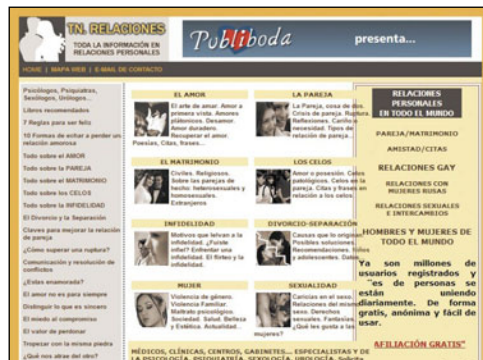 TN. RELACIONES
TODA LA INFORMACIÓN EN
RELACIONES PERSONALES
Publiboda
presenta...
HOME | MAPA WEB | E-MAIL DE CONTACTO
Psicólogos, Psiquiatras,
Sexólogos, Urólogos...
Libros recomendados
7 Reglas para ser feliz
10 Formas de echar a perder un
relación amorosa
Todo sobre el AMOR
Todo sobre la PAREJA
Todo sobre el MATRIMONIO
Todo sobre los CELOS
Todo sobre la INFIDELIDAD
El Divorcio y la Separación
Claves para mejorar la relación
de pareja
¿Cómo superar una ruptura?
Comunicación y resolución de
conflictos
¿Estas enamorada?
El amor no es para siempre
Distinguir lo que es sincero
El miedo al compromiso
El valor de perdonar
Tropezar con la misma piedra
¿Qué nos atrae del otro?
EL AMOR
El arte de amar. Amor a
primera vista. Amores
platónicos. Desamor.
Amor duradero.
Recuperar el amor.
Poesías, Citas, frases...
LA PAREJA
La Pareja, cosa de dos.
Crisis de pareja. Ruptura.
Cariño o
necesidad. Tipos de
relación de pareja...
EL MATRIMONIO
Civiles. Religiosos.
Sobre las parejas de
hecho: heterosexuales y
homosexuales.
Extranjeros
LOS CELOS
Amor o posesión. Celos
patológicos. Celos en la
pareja. Citas y frases en
relación a los celos.
INFIDELIDAD
Motivos que levan a la
infidelidad. ¿Fuiste
infiel? Enfrentar una
infidelidad. El flirteo y la
infidelidad.
DIVORCIO-SEPARACIÓN
Causas que lo originan.
Posibles soluciones.
Recomendaciones. Niños
y adolescentes. Datos
MUJER
Violencia de género.
Violencia Familiar.
Maltrato psicológico.
Sociedad. Salud. Belleza
y Estética. Actualidad...
SEXUALIDAD
Caricias en el sexo.
Relaciones del mismo
sexo. Derechos
sexuales. Fantasías.
¿Qué les gusta a las
mujeres?
MÉDICOS, CLÍNICAS, CENTROS, GABINETES... ESPECIALISTAS Y DE
LA PSICOLOGÍA, PSIQUIATRÍA, SEXOLOGÍA, UROLOGÍA. Solicite
RELACIONES
PERSONALES
EN TODO EL MUNDO
PAREJA/MATRIMONIO
AMISTAD/CITAS
RELACIONES GAY
RELACIONES CON
MUJERES RUSAS
RELACIONES SEXUALES
E INTERCAMBIOS
HOMBRES Y MUJERES DE
TODO EL MUNDO
Ya son millones de
usuarios registrados y
es de personas se
están uniendo
diariamente. De forma
gratis, anónima y fácil de
usar.
AFILIACIÓN GRATIS"